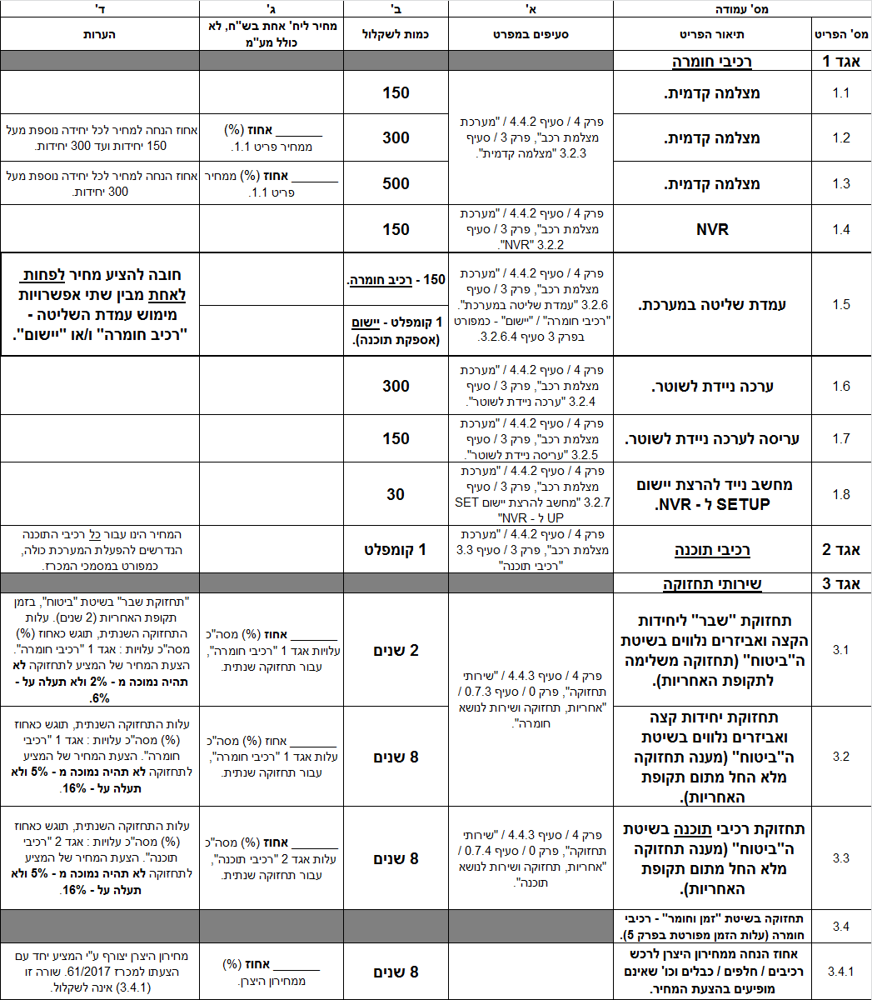 מס' עמודה
א'
ב'
ג'
ד'
מס' הפריט
תיאור הפריט
סעיפים במפרט
כמות לשקלול
מחיר ליח' אחת בש"ח, לא
כולל מע"מ
הערות
אגד 1
רכיבי חומרה
1.1
מצלמה קדמית.
פרק 4 / סעיף 4.4.2 / "מערכת
מצלמת רכב", פרק 3 / סעיף
3.2.3 "מצלמה קדמית".
150
1.2
מצלמה קדמית.
300
_______ אחוז (%)
ממחיר פריט 1.1.
אחוז הנחה למחיר לכל יחידה נוספת מעל
150 יחידות ועד 300 יחידות.
1.3
מצלמה קדמית.
500
_______ אחוז (%) ממחיר
פריט 1.1.
אחוז הנחה למחיר לכל יחידה נוספת מעל
300 יחידות.
1.4
NVR
פרק 4 / סעיף 4.4.2 / "מערכת
מצלמת רכב", פרק 3 / סעיף
3.2.2 "NVR".
150
1.5
עמדת שליטה במערכת.
פרק 4 / סעיף 4.4.2 / "מערכת
מצלמת רכב", פרק 3 / סעיף
3.2.6 "עמדת שליטה במערכת".
"רכיבי חומרה" / "יישום" - כמפורט
בפרק 3 סעיף 3.2.6.4.
150 - רכיב חומרה.
1 קומפלט - יישום
(אספקת תוכנה).
חובה להציע מחיר לפחות
לאחת מבין שתי אפשרויות
מימוש עמדת השליטה -
"רכיב חומרה" ו/או "יישום".
1.6
ערכה ניידת לשוטר.
פרק 4 / סעיף 4.4.2 / "מערכת
מצלמת רכב", פרק 3 / סעיף
3.2.4 "ערכה ניידת לשוטר".
300
1.7
עריסה לערכה ניידת לשוטר.
פרק 4 / סעיף 4.4.2 / "מערכת
מצלמת רכב", פרק 3 / סעיף
3.2.5 "עריסה ניידת לשוטר".
150
1.8
מחשב נייד להרצת יישום
SETUP ל - NVR.
פרק 4 / סעיף 4.4.2 / "מערכת
מצלמת רכב", פרק 3 / סעיף
3.2.7 "מחשב להרצת יישום SET
UP ל - NVR"
30
אגד 2
רכיבי תוכנה
פרק 4 / סעיף 4.4.2 / "מערכת
מצלמת רכב", פרק 3 / סעיף 3.3
"רכיבי תוכנה"
1 קומפלט
המחיר הינו עבור כל רכיבי התוכנה
הנדרשים להפעלת המערכת כולה,
כמפורט במסמכי המכרז.
אגד 3
שירותי תחזוקה
3.1
תחזוקת "שבר" ליחידות
הקצה ואביזרים נלווים בשיטת
ה"ביטוח" (תחזוקה משלימה
לתקופת האחריות).
פרק 4 / סעיף 4.4.3 / "שירותי
תחזוקה", פרק 0 / סעיף 0.7.3 /
"אחריות, תחזוקה ושירות לנושא
חומרה".
2 שנים
_______ אחוז (%) מסה"כ
עלויות אגד 1 "רכיבי חומרה",
עבור תחזוקה שנתית.
"תחזוקת שבר" בשיטת "ביטוח", בזמן
תקופת האחריות (2 שנים). עלות
התחזוקה השנתית, תוגש כאחוז (%)
מסה"כ עלויות : אגד 1 "רכיבי חומרה".
הצעת המחיר של המציע לתחזוקה לא
תהיה נמוכה מ - 2% ולא תעלה על -
6%.
3.2
תחזוקת יחידות קצה
ואביזרים נלווים בשיטת
ה"ביטוח" (מענה תחזוקה
מלא החל מתום תקופת
האחריות).
8 שנים
_______ אחוז (%) מסה"כ
עלות אגד 1 "רכיבי חומרה",
עבור תחזוקה שנתית.
עלות התחזוקה השנתית, תוגש כאחוז
(%) מסה"כ עלויות : אגד 1 "רכיבי
חומרה". הצעת המחיר של המציע
לתחזוקה לא תהיה נמוכה מ - 5% ולא
תעלה על - 16%.
3.3
תחזוקת רכיבי תוכנה בשיטת
ה"ביטוח" (מענה תחזוקה
מלא החל מתום תקופת
האחריות).
פרק 4 / סעיף 4.4.3 / "שירותי
תחזוקה", פרק 0 / סעיף 0.7.4 /
"אחריות, תחזוקה ושירות לנושא
תוכנה".
8 שנים
_______ אחוז (%) מסה"כ
עלות אגד 2 "רכיבי תוכנה",
עבור תחזוקה שנתית.
עלות התחזוקה השנתית, תוגש כאחוז
(%) מסה"כ עלויות : אגד 2 "רכיבי
תוכנה". הצעת המחיר של המציע
לתחזוקה לא תהיה נמוכה מ - 5% ולא
תעלה על - 16%.
3.4
תחזוקה בשיטת "זמן וחומר" - רכיבי
חומרה (עלות הזמן מפורטת בפרק 5).
3.4.1
אחוז הנחה ממחירון היצרן לרכש
רכיבים / חלפים / כבלים וכו' שאינם
מופיעים בהצעת המחיר.
8 שנים
_______ אחוז (%)
ממחירון היצרן.
מחירון היצרן יצורף ע"י המציע יחד עם
הצעתו למכרז 61/2017. שורה זו
(3.4.1) אינה לשקלול.